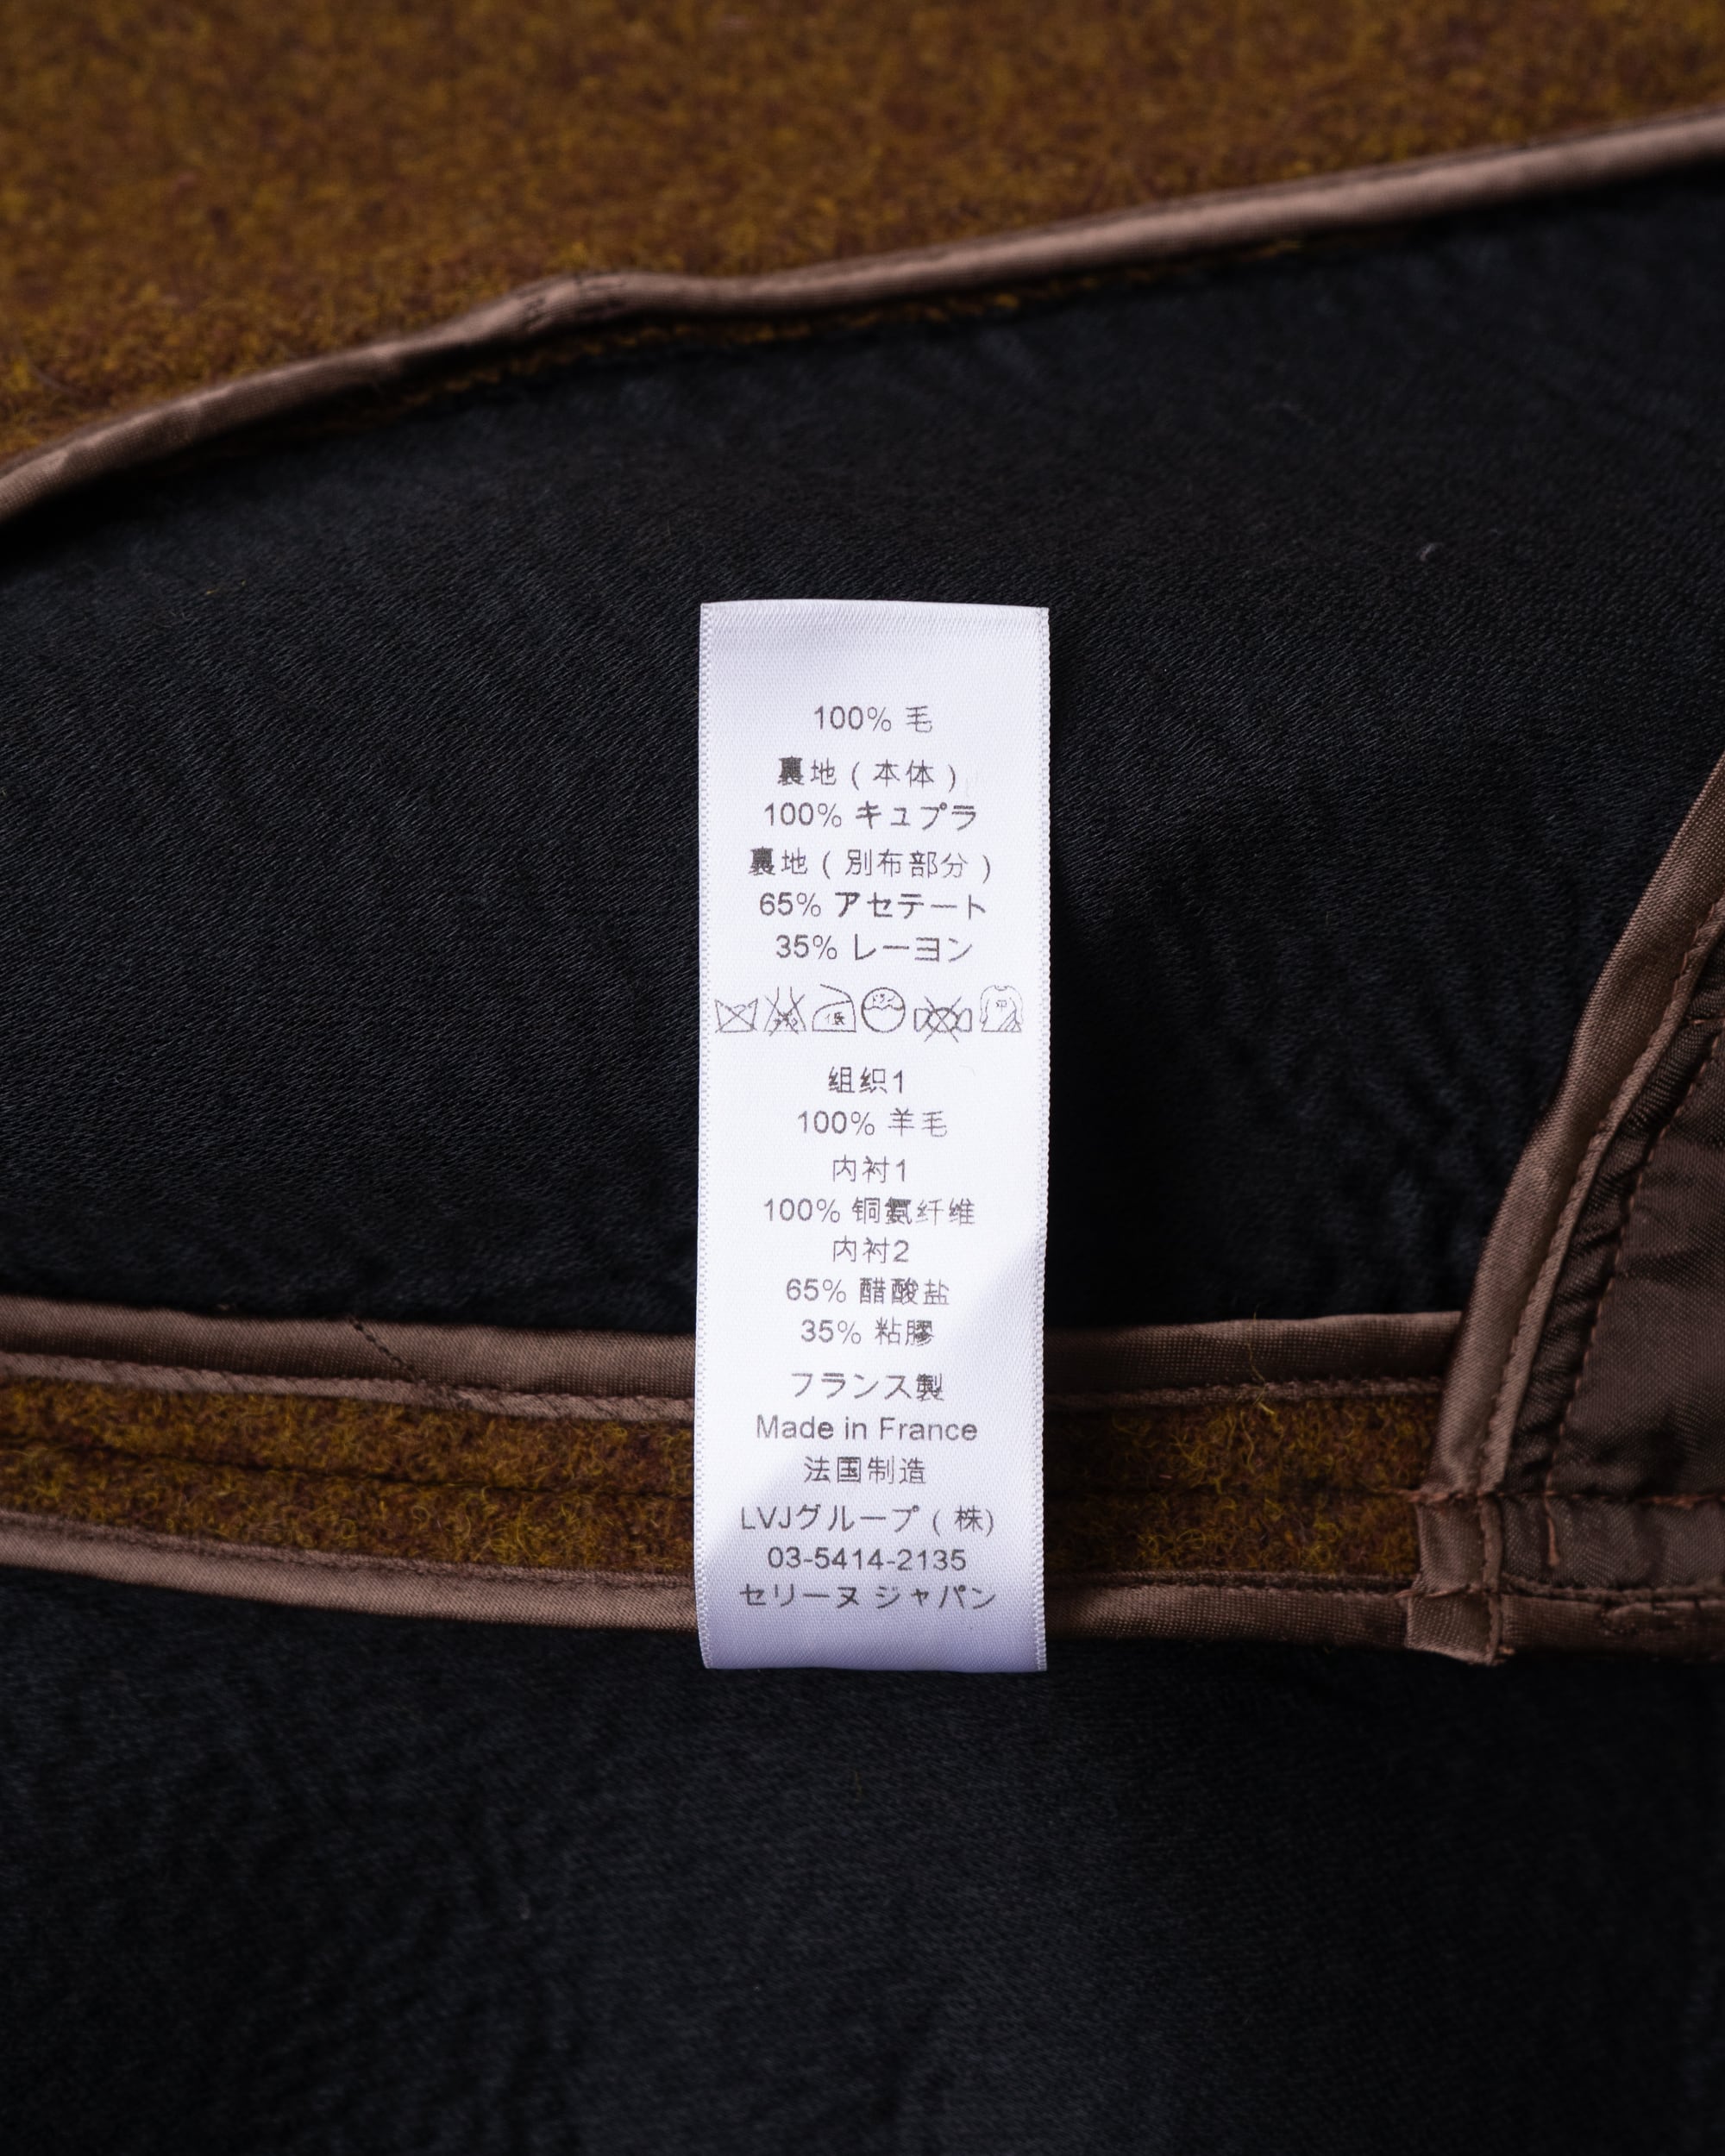 100% 毛
裏地 ( 本体 )
100% キュプラ
裏地 ( 別布部分 )
65% アセテート
35% レーヨン
低 中
组织1
100% 羊毛
内衬1
100% 铜氨纤维
内衬2
65% 醋酸盐
35% 粘膠
フランス製
Made in France
法国制造
LVJグループ ( 株)
03-5414-2135
セリーヌ ジャパン